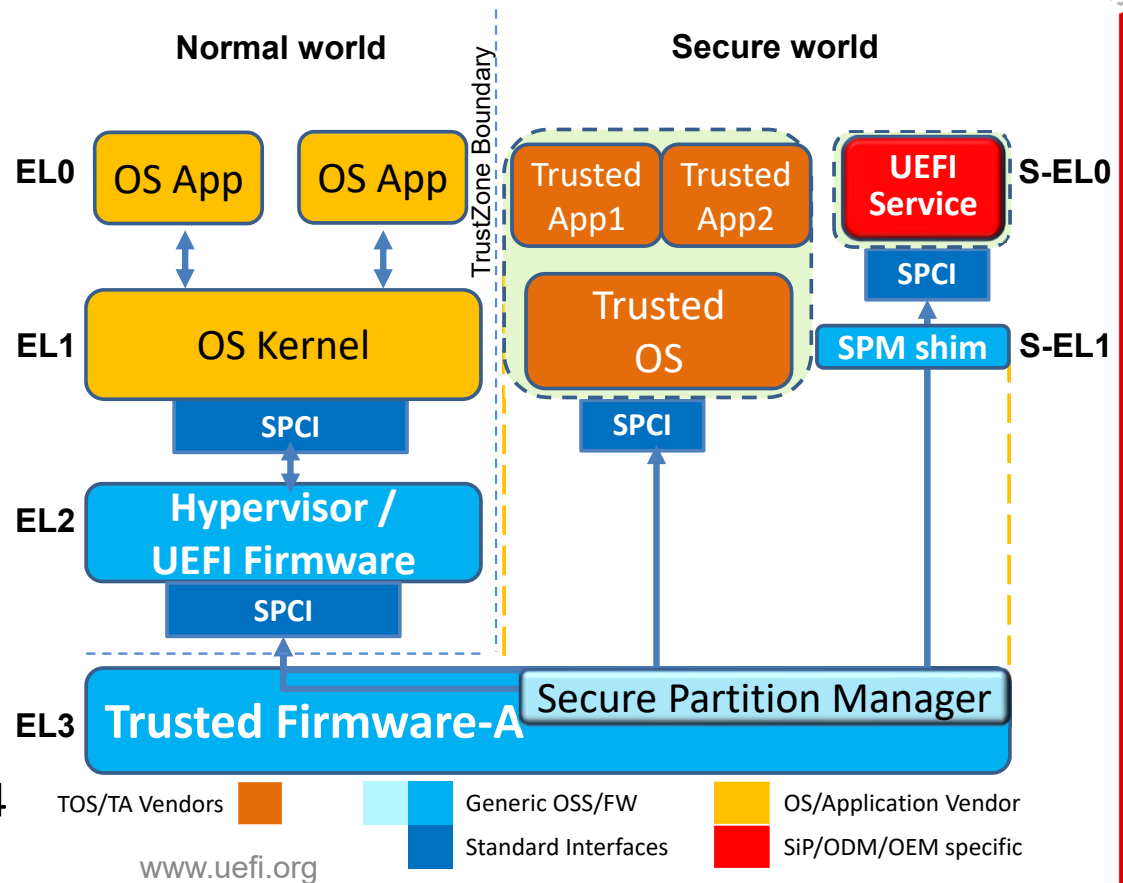 Normal world
Secure world
TrustZone Boundary
EL0
OS App
OS App
Trusted
App1
Trusted
App2
UEFI
Service
S-EL0
SPCI
EL1
OS Kernel
Trusted
OS
SPM shim
S-EL1
SPCI
SPCI
EL2
Hypervisor /
UEFI Firmware
SPCI
EL3
Trusted Firmware-A
Secure Partition Manager
4
TOS/TA Vendors
Generic OSS/FW
OS/Application Vendor
Standard Interfaces
SiP/ODM/OEM specific
www.uefi.org